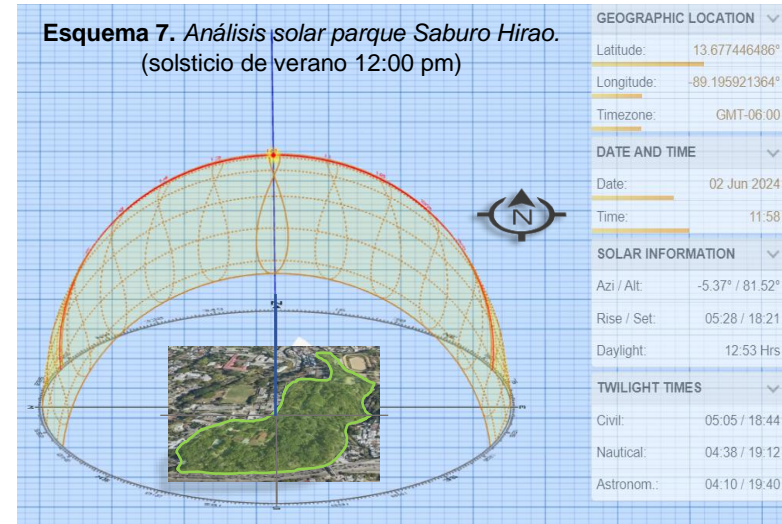 Esquema 7. Análisis solar parque Saburo Hirao.
(solsticio de verano 12:00 pm)
N
GEOGRAPHIC LOCATION
Latitude: 13.677446486°
Longitude: -89.195921364°
Timezone: GMT-06:00
DATE AND TIME
Date: 02 Jun 2024
Time: 11:58
SOLAR INFORMATION
Azi / Alt: -5.37° / 81.52°
Rise / Set: 05:28 / 18:21
Daylight: 12:53 Hrs
TWILIGHT TIMES
Civil: 05:05 / 18:44
Nautical: 04:38 / 19:12
Astronom.: 04:10 / 19:40